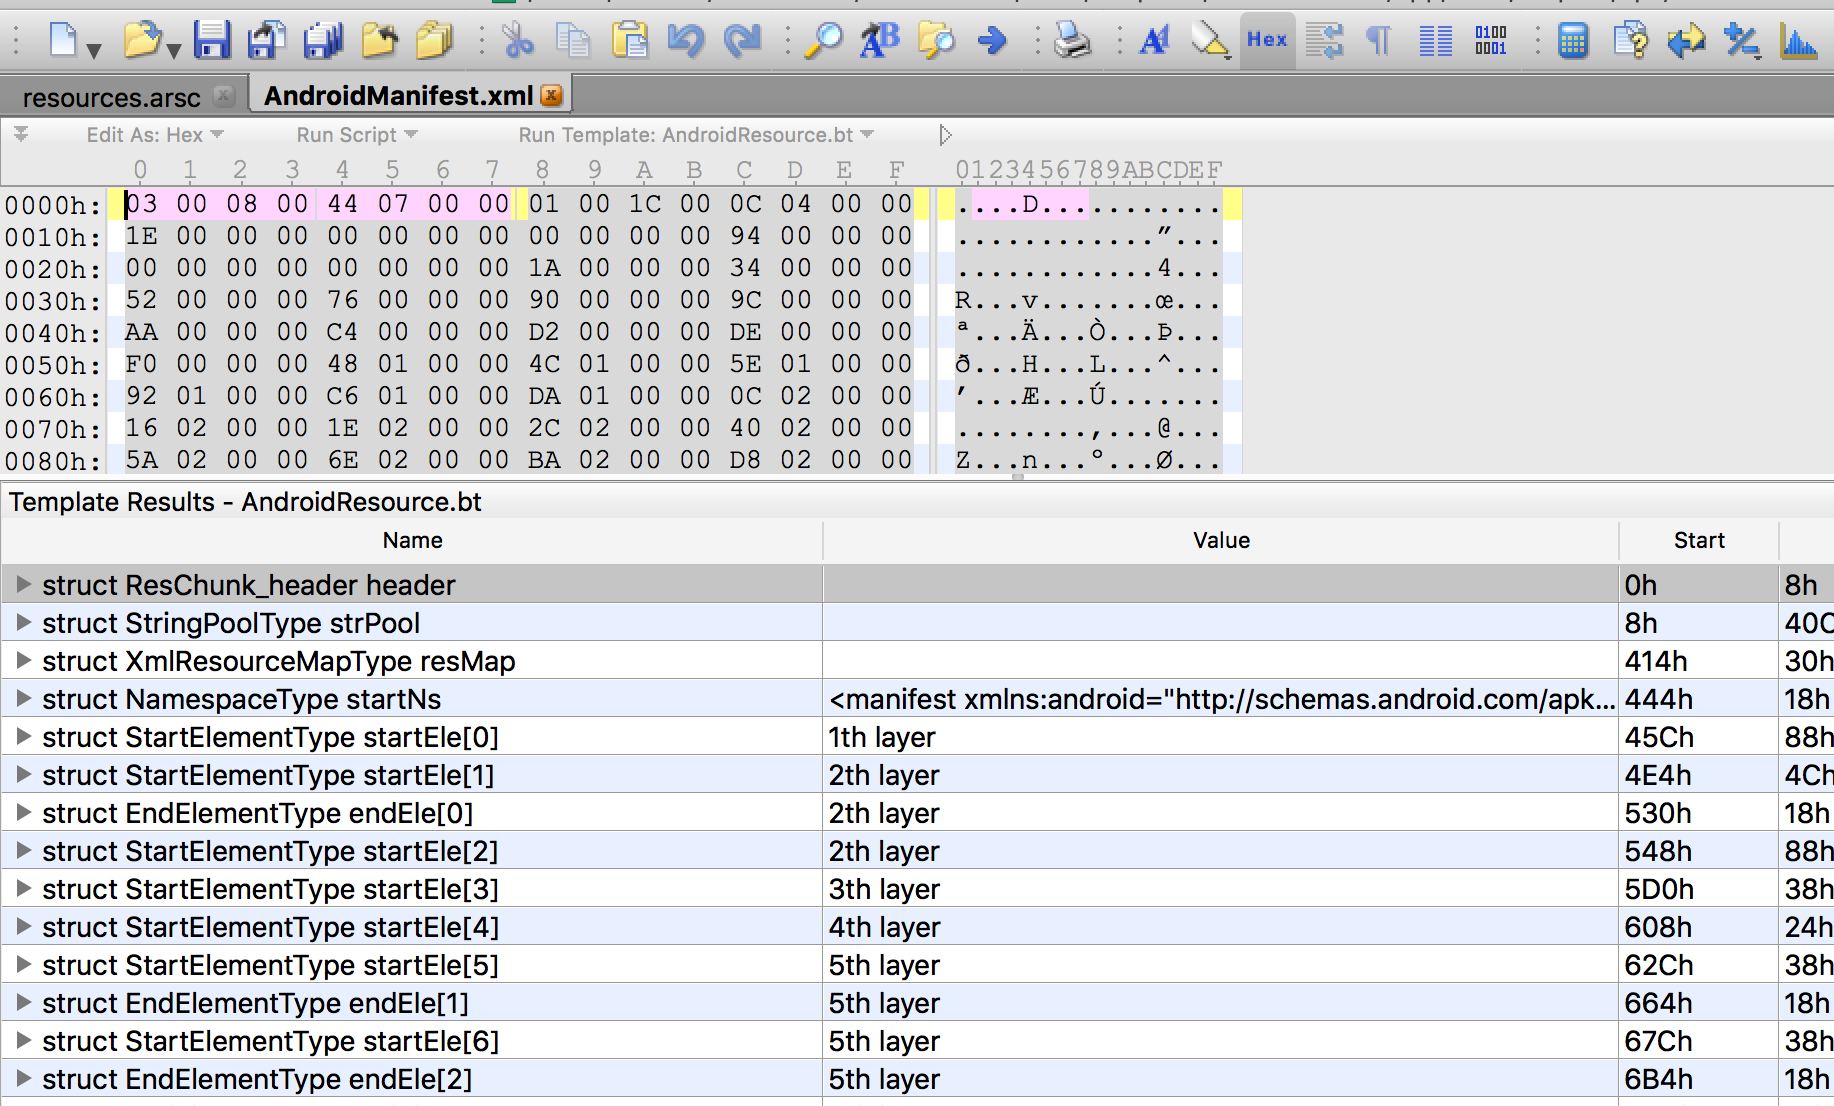 Hex
0100
0001
resources.arsc
AndroidManifest.xml
Edit As: Hex Run Script Run Template: AndroidResource.bt
0 1 2 3 4 5 6 7 8 9 A B C D E F 0123456789ABCDEF
0000h: 03 00 08 00 44 07 00 00 01 00 1C 00 0C 04 00 00 ....D...........
0010h: 1E 00 00 00 00 00 00 00 00 00 00 00 94 00 00 00 ............”...
0020h: 00 00 00 00 00 00 00 00 1A 00 00 00 34 00 00 00 ............4...
0030h: 52 00 00 00 76 00 00 00 90 00 00 00 9C 00 00 00 R...v.......œ...
0040h: AA 00 00 00 C4 00 00 00 D2 00 00 00 DE 00 00 00 ª...Ä...Ò...Þ...
0050h: F0 00 00 00 48 01 00 00 4C 01 00 00 5E 01 00 00 ð...H...L...^...
0060h: 92 01 00 00 C6 01 00 00 DA 01 00 00 0C 02 00 00 ’...Æ...Ú.......
0070h: 16 02 00 00 1E 02 00 00 2C 02 00 00 40 02 00 00 ........,...@...
0080h: 5A 02 00 00 6E 02 00 00 BA 02 00 00 D8 02 00 00 Z...n...º...Ø...
Template Results - AndroidResource.bt
Name Value Start
struct ResChunk_header header 0h 8h
struct StringPoolType strPool 8h 40C
struct XmlResourceMapType resMap 414h 30h
struct NamespaceType startNs <manifest xmlns:android="http://schemas.android.com/apk... 444h 18h
struct StartElementType startEle[0] 1th layer 45Ch 88h
struct StartElementType startEle[1] 2th layer 4E4h 4Ch
struct EndElementType endEle[0] 2th layer 530h 18h
struct StartElementType startEle[2] 2th layer 548h 88h
struct StartElementType startEle[3] 3th layer 5D0h 38h
struct StartElementType startEle[4] 4th layer 608h 24h
struct StartElementType startEle[5] 5th layer 62Ch 38h
struct EndElementType endEle[1] 5th layer 664h 18h
struct StartElementType startEle[6] 5th layer 67Ch 38h
struct EndElementType endEle[2] 5th layer 6B4h 18h